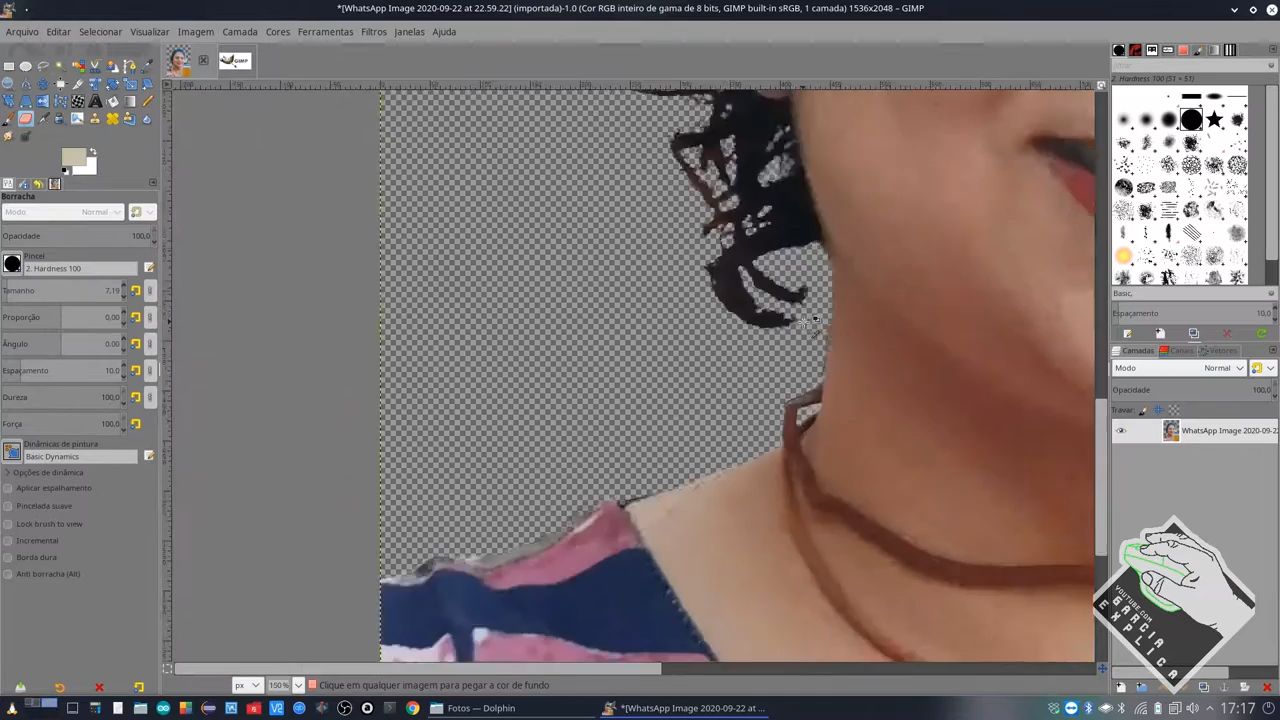 *[WhatsApp Image 2020-09-22 at 22.59.22] (importada)-1.0 (Cor RGB inteiro de gama de 8 bits, GIMP built-in sRGB, 1 camada) 1536x2048 – GIMP
Arquivo Editar Selecionar Visualizar Imagem Camada Cores Ferramentas Filtros Janelas Ajuda
GIMP
2. Hardness 100 (51 × 51)
Borracha
Modo Normal
Opacidade 100,0
Pincel
2. Hardness 100
Tamanho 7,19
Proporção 0,00
Ângulo 0,00
Espaçamento 10,0
Dureza 100,0
Força 100,0
Dinâmicas de pintura
Basic Dynamics
Opções de dinâmica
Aplicar espalhamento
Pincelada suave
Lock brush to view
Incremental
Borda dura
Anti borracha (Alt)
Basic,
Espaçamento 10,0
Camadas Canais Vetores
Modo Normal
Opacidade 100,0
Travar:
WhatsApp Image 2020-09-22
YOUTUBE.COM
GARCIA
EXPLICA
px 150 % Clique em qualquer imagem para pegar a cor de fundo
Fotos — Dolphin
*[WhatsApp Image 2020-09-22 at ...
17:17